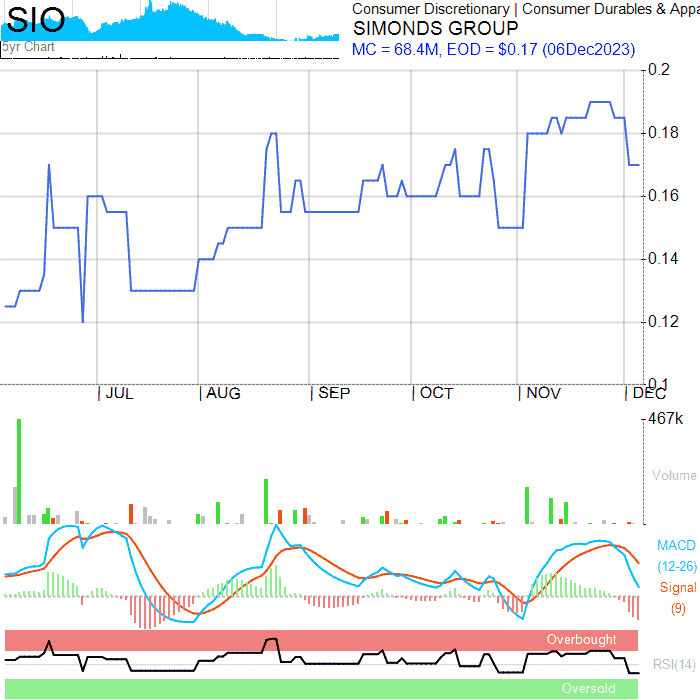 SIO
5yr Chart
Consumer Discretionary | Consumer Durables & Appa
SIMONDS GROUP
MC = 68.4M, EOD = $0.17 (06Dec2023)
0.2
0.18
0.16
0.14
0.12
0.1
JUL
AUG
SEP
OCT
NOV
DEC
467k
Volume
MACD
(12-26)
Signal
(9)
Overbought
RSI(14)
Oversold